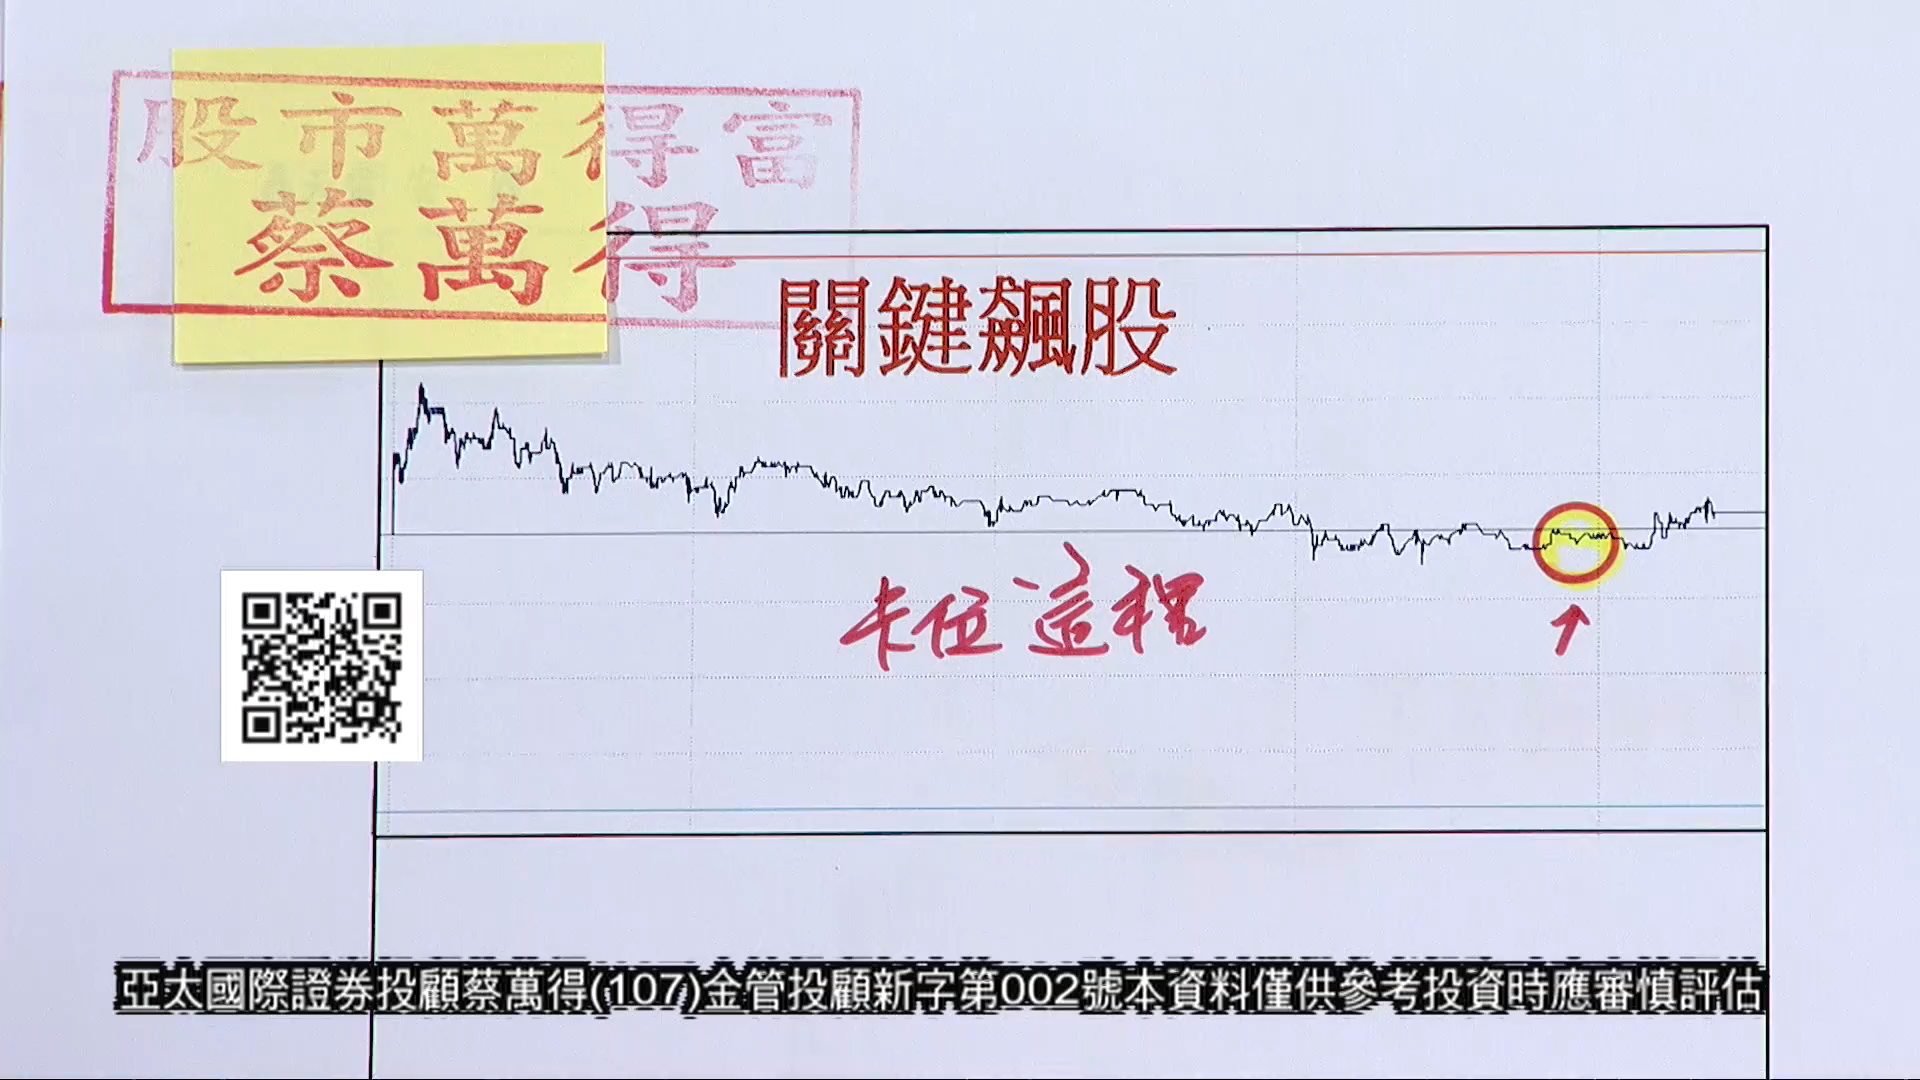 股市萬得富
蔡萬得
關鍵飆股
卡位這裡
亞太國際證券投顧蔡萬得(107)金管投顧新字第002號本資料僅供參考投資時應審慎評估